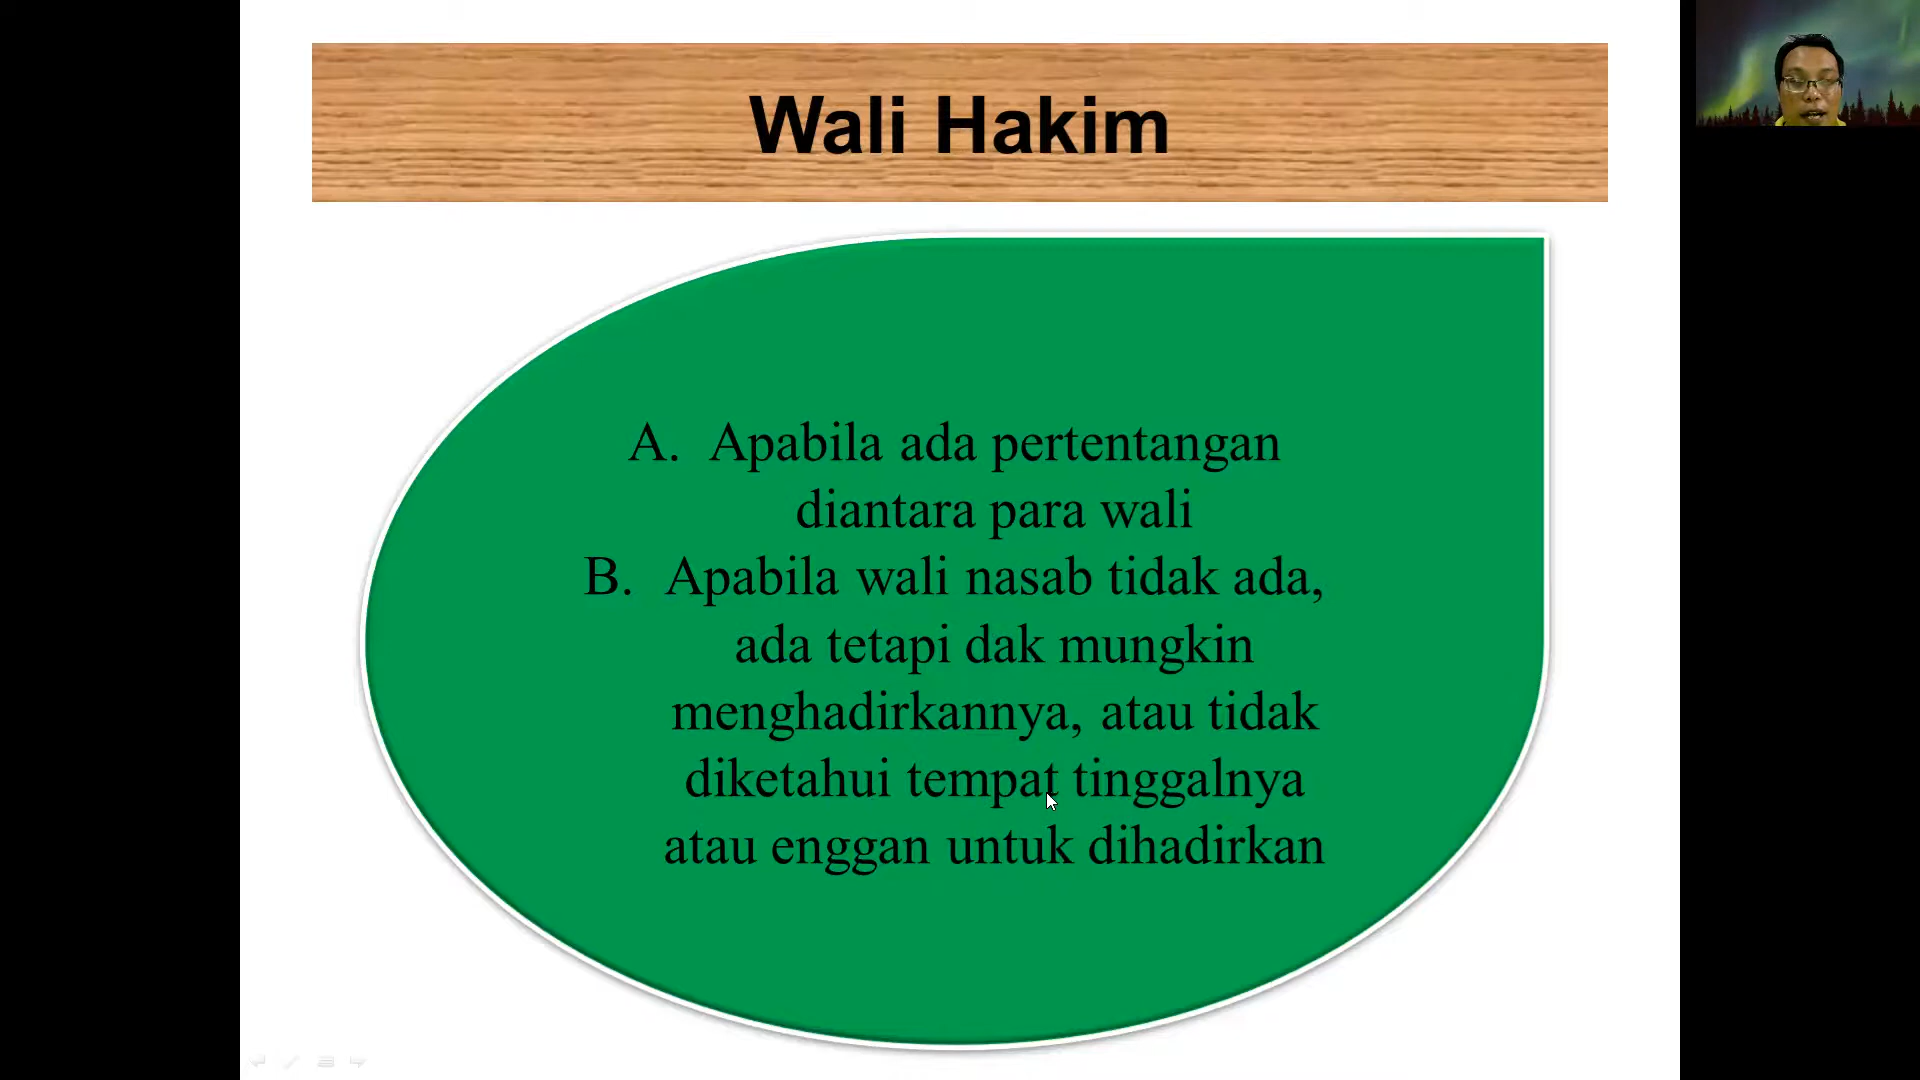 Wali Hakim
A. Apabila ada pertentangan
diantara para wali
B. Apabila wali nasab tidak ada,
ada tetapi dak mungkin
menghadirkannya, atau tidak
diketahui tempat tinggalnya
atau enggan untuk dihadirkan